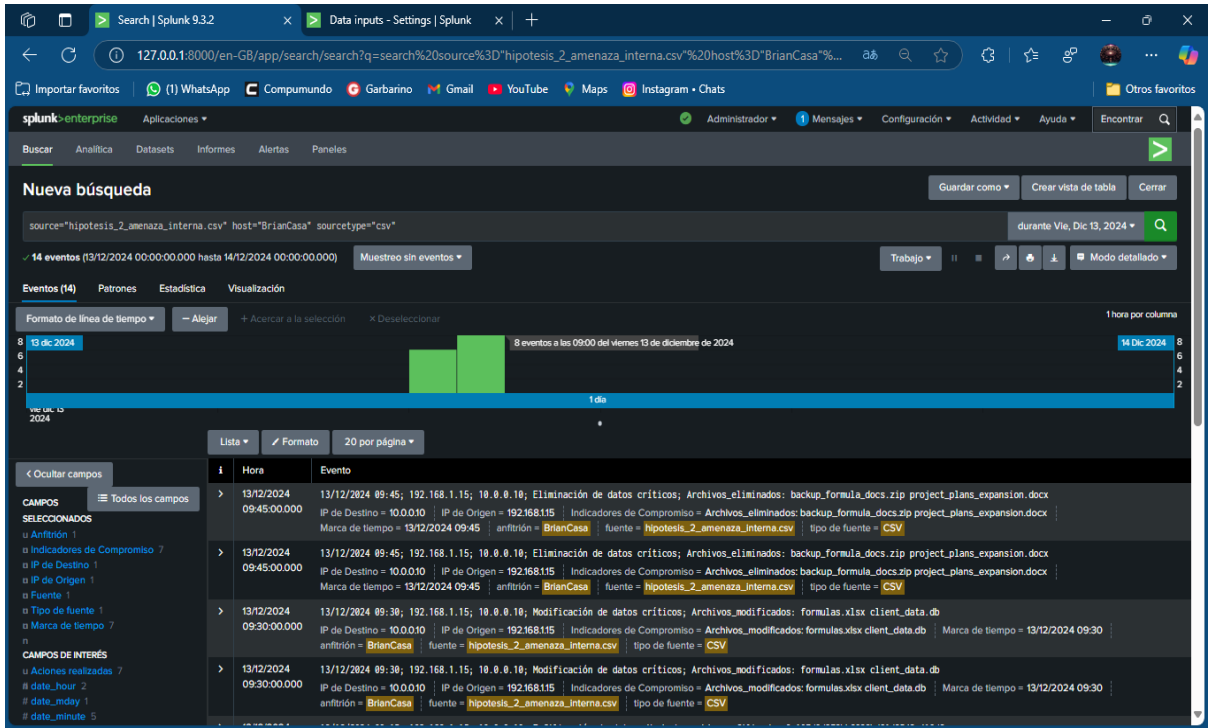 Search | Splunk 9.3.2
Data inputs - Settings | Splunk
127.0.0.1:8000/en-GB/app/search/search?q=search%20source%3D"hipotesis_2_amenaza_interna.csv"%20host%3D"BrianCasa"%...
Importar favoritos
(1) WhatsApp
Compumundo
Garbarino
Gmail
YouTube
Maps
Instagram • Chats
Otros favoritos
splunk>enterprise
Aplicaciones
Administrador
1 Mensajes
Configuración
Actividad
Ayuda
Encontrar
Buscar
Analítica
Datasets
Informes
Alertas
Paneles
Nueva búsqueda
Guardar como
Crear vista de tabla
Cerrar
source="hipotesis_2_amenaza_interna.csv" host="BrianCasa" sourcetype="csv"
durante Vie, Dic 13, 2024
14 eventos (13/12/2024 00:00:00.000 hasta 14/12/2024 00:00:00.000)
Muestreo sin eventos
Trabajo
Modo detallado
Eventos (14)
Patrones
Estadística
Visualización
Formato de línea de tiempo
— Alejar
+ Acercar a la selección
× Deseleccionar
1 hora por columna
8
6
4
2
13 dic 2024
8 eventos a las 09:00 del viernes 13 de diciembre de 2024
14 Dic 2024
8
6
4
2
1 día
vie dic 13
2024
Lista
Formato
20 por página
< Ocultar campos
Todos los campos
CAMPOS
SELECCIONADOS
u Anfitrión 1
a Indicadores de Compromiso 7
a IP de Destino 1
a IP de Origen 1
a Fuente 1
a Tipo de fuente 1
a Marca de tiempo 7
n
CAMPOS DE INTERÉS
u Aciones realizadas 7
# date_hour 2
# date_mday 1
# date_minute 5
i Hora Evento
13/12/2024
09:45:00.000
13/12/2024 09:45; 192.168.1.15; 10.0.0.10; Eliminación de datos críticos; Archivos_eliminados: backup_formula_docs.zip project_plans_expansion.docx
IP de Destino = 10.0.0.10 IP de Origen = 192.168.1.15 Indicadores de Compromiso = Archivos_eliminados: backup_formula_docs.zip project_plans_expansion.docx
Marca de tiempo = 13/12/2024 09:45 anfitrión = BrianCasa fuente = hipotesis_2_amenaza_interna.csv tipo de fuente = CSV
13/12/2024
09:45:00.000
13/12/2024 09:45; 192.168.1.15; 10.0.0.10; Eliminación de datos críticos; Archivos_eliminados: backup_formula_docs.zip project_plans_expansion.docx
IP de Destino = 10.0.0.10 IP de Origen = 192.168.1.15 Indicadores de Compromiso = Archivos_eliminados: backup_formula_docs.zip project_plans_expansion.docx
Marca de tiempo = 13/12/2024 09:45 anfitrión = BrianCasa fuente = hipotesis_2_amenaza_interna.csv tipo de fuente = CSV
13/12/2024
09:30:00.000
13/12/2024 09:30; 192.168.1.15; 10.0.0.10; Modificación de datos críticos; Archivos_modificados: formulas.xlsx client_data.db
IP de Destino = 10.0.0.10 IP de Origen = 192.168.1.15 Indicadores de Compromiso = Archivos_modificados: formulas.xlsx client_data.db Marca de tiempo = 13/12/2024 09:30
anfitrión = BrianCasa fuente = hipotesis_2_amenaza_interna.csv tipo de fuente = CSV
13/12/2024
09:30:00.000
13/12/2024 09:30; 192.168.1.15; 10.0.0.10; Modificación de datos críticos; Archivos_modificados: formulas.xlsx client_data.db
IP de Destino = 10.0.0.10 IP de Origen = 192.168.1.15 Indicadores de Compromiso = Archivos_modificados: formulas.xlsx client_data.db Marca de tiempo = 13/12/2024 09:30
anfitrión = BrianCasa fuente = hipotesis_2_amenaza_interna.csv tipo de fuente = CSV